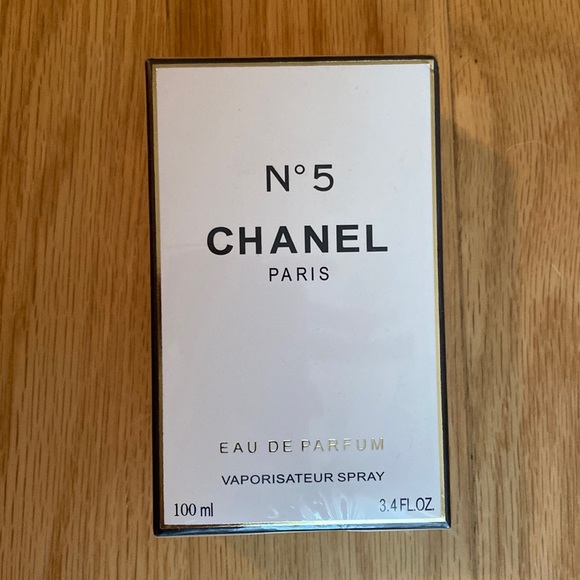 N° 5
CHANEL
PARIS
EAU DE PARFUM
VAPORISATEUR SPRAY
100 ml 3.4 FL.OZ.